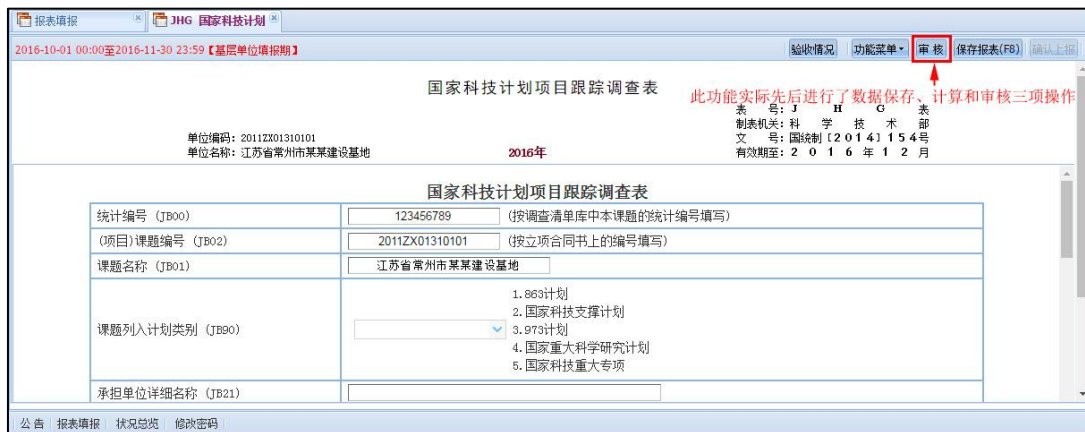 报表填报 JHG 国家科技计划
2016-10-01 00:00至2016-11-30 23:59【基层单位填报期】 验收情况 功能菜单 审 核 保存报表(F8) 确认上报
国家科技计划项目跟踪调查表
此功能实际先后进行了数据保存、计算和审核三项操作
表 号: J H G 表
制表机关: 科 学 技 术 部
单位编码: 2011ZX01310101 文 号: 国统制［2014］154号
单位名称: 江苏省常州市某某建设基地 2016年 有效期至: 2 0 1 6 年 1 2 月
国家科技计划项目跟踪调查表
统计编号 (JB00) 123456789 (按调查清单库中本课题的统计编号填写)
(项目)课题编号 (JB02) 2011ZX01310101 (按立项合同书上的编号填写)
课题名称 (JB01) 江苏省常州市某某建设基地
课题列入计划类别 (JB90)
1.863计划
2.国家科技支撑计划
3.973计划
4.国家重大科学研究计划
5.国家科技重大专项
承担单位详细名称 (JB21)
公告 报表填报 状况总览 修改密码